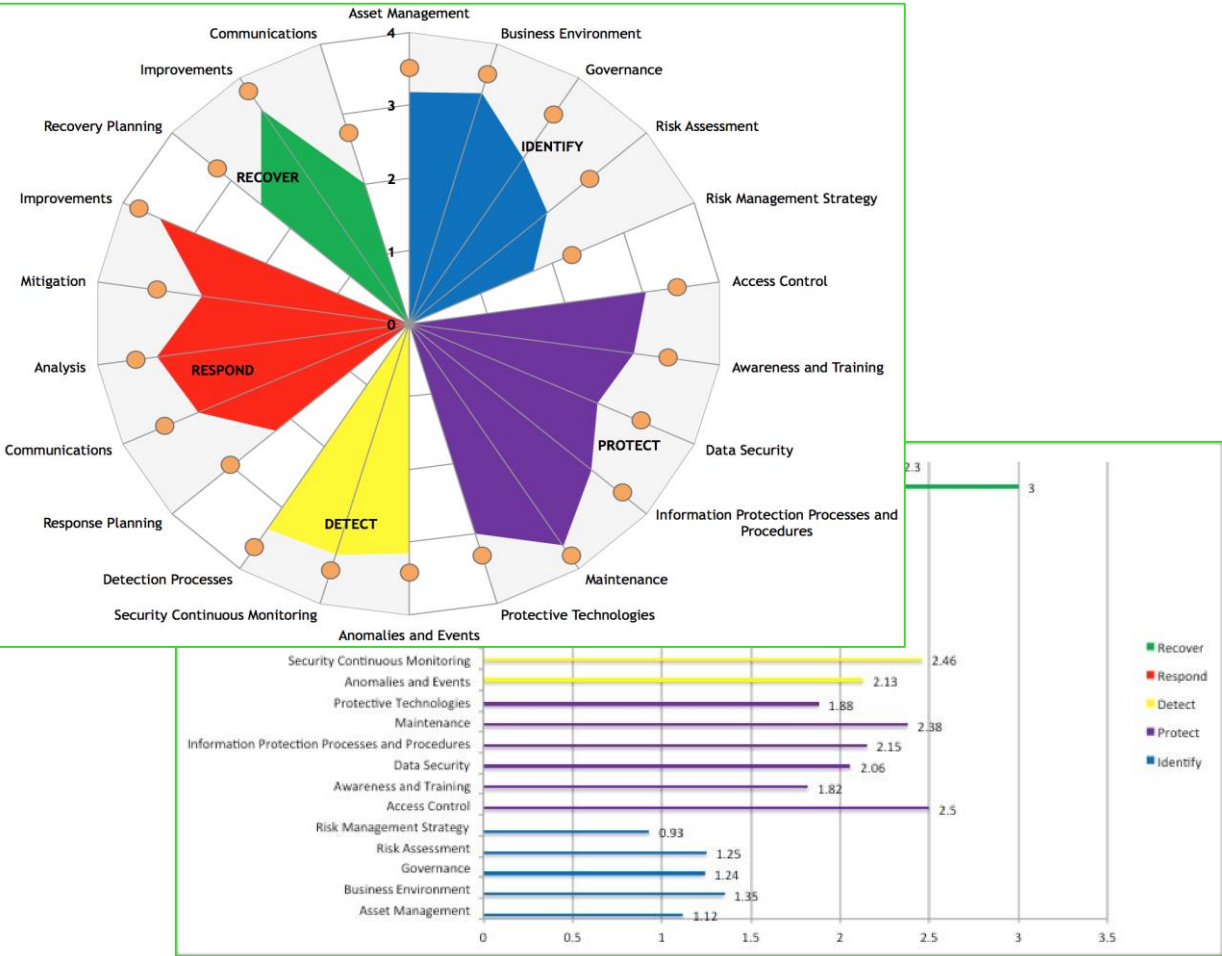 Asset Management
Communications
Business Environment
Improvements
Governance
Recovery Planning
Risk Assessment
Improvements
Risk Management Strategy
Mitigation
Access Control
Analysis
Awareness and Training
Communications
Data Security
Response Planning
Information Protection Processes and
Procedures
Detection Processes
Maintenance
Security Continuous Monitoring
Protective Technologies
Anomalies and Events
4
3
2
1
0
IDENTIFY
RECOVER
RESPOND
PROTECT
DETECT
2.3
3
Security Continuous Monitoring 2.46
Anomalies and Events 2.13
Protective Technologies 1.88
Maintenance 2.38
Information Protection Processes and Procedures 2.15
Data Security 2.06
Awareness and Training 1.82
Access Control 2.5
Risk Management Strategy 0.93
Risk Assessment 1.25
Governance 1.24
Business Environment 1.35
Asset Management 1.12
0 0.5 1 1.5 2 2.5 3 3.5
Recover
Respond
Detect
Protect
Identify